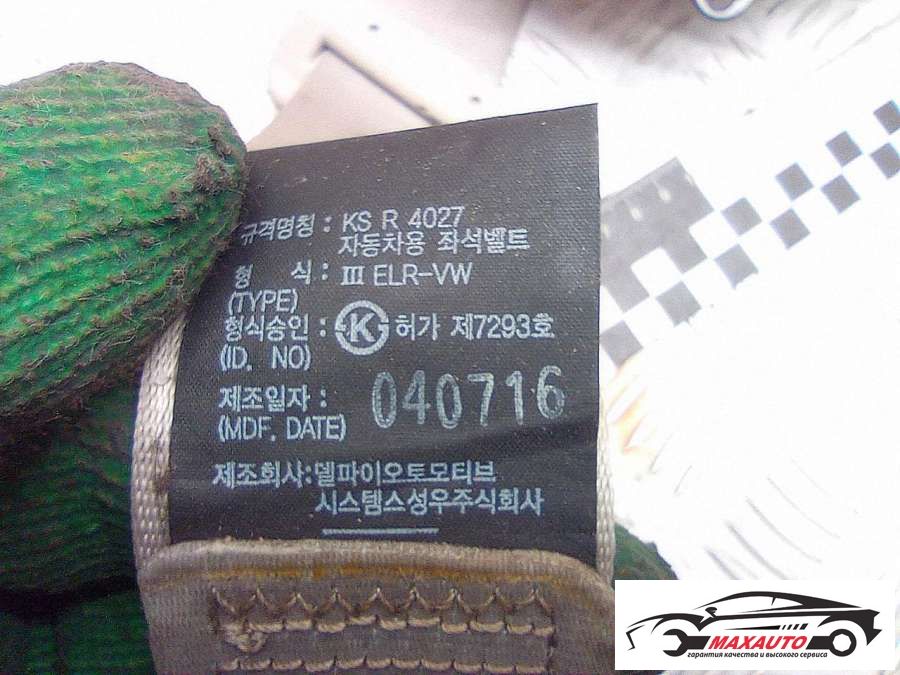 규격명칭 : KS R 4027
자동차용 좌석벨트
형 식 : Ⅲ ELR-VW
(TYPE)
형식승인 : K 허가 제7293호
(ID. NO)
제조일자 : 040716
(MDF. DATE)
제조회사:델파이오토모티브
시스템스성우주식회사
MAXAUTO
гарантия качества и высокого сервиса